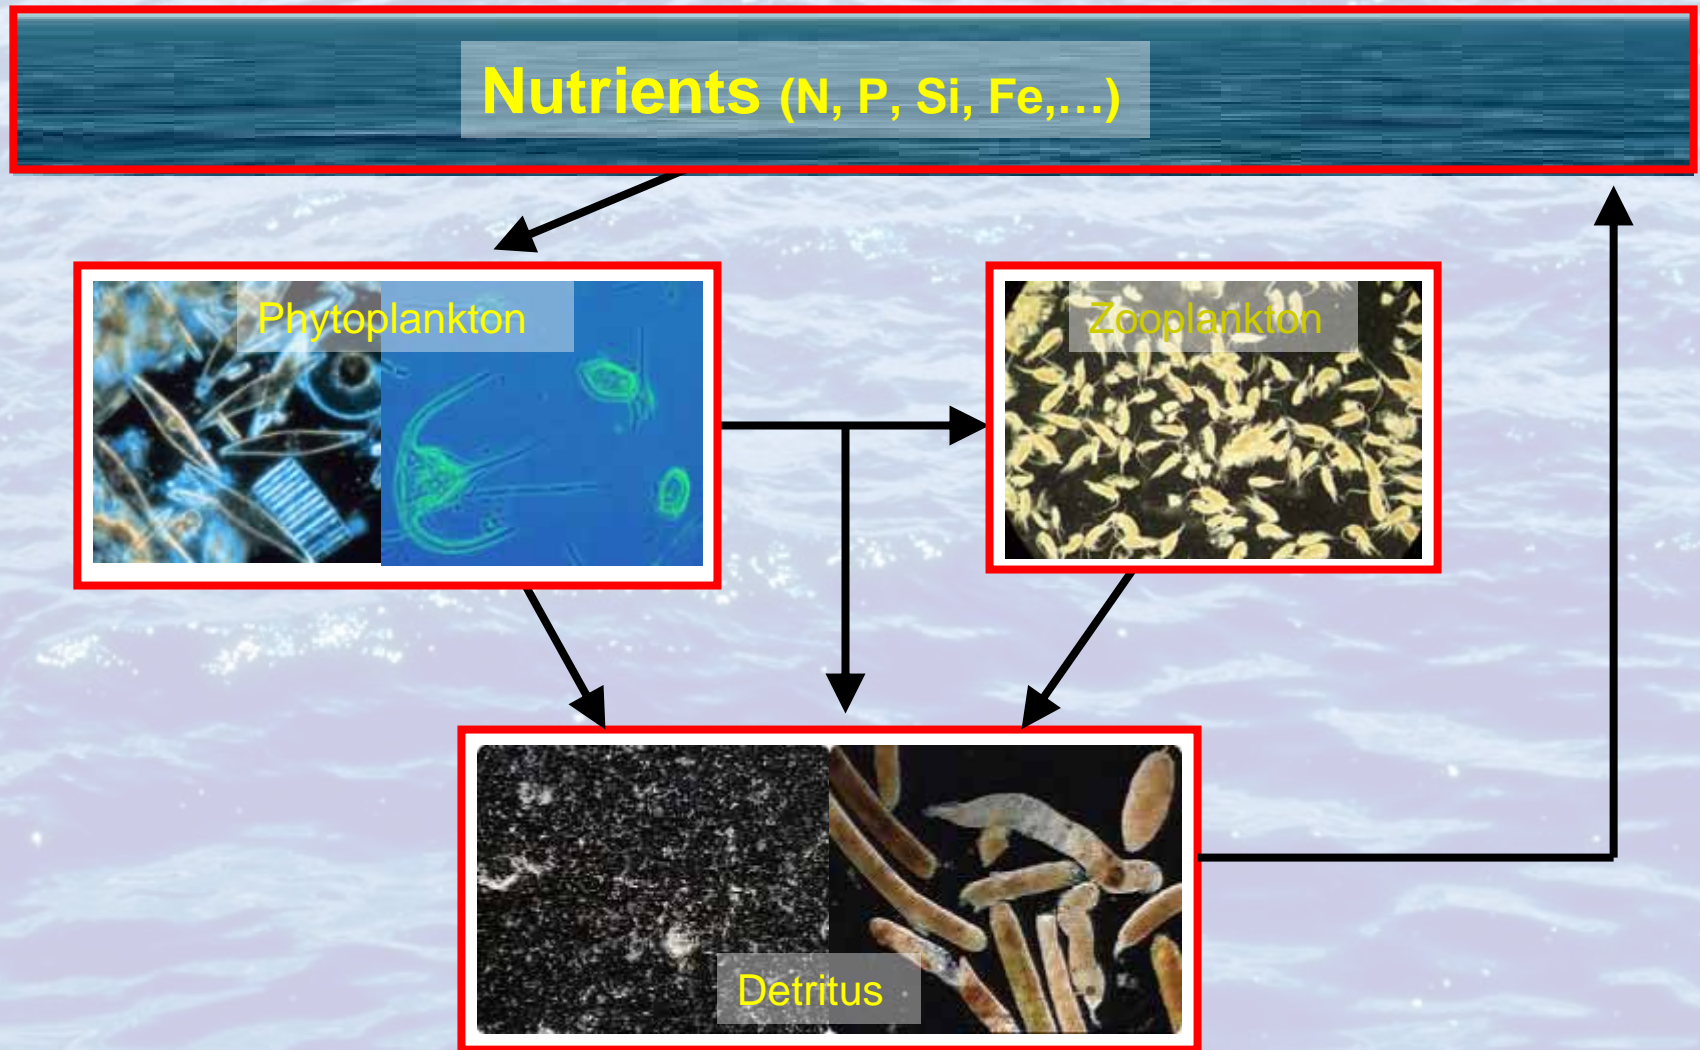 Nutrients (N, P, Si, Fe,…)
Phytoplankton
Zooplankton
Detritus